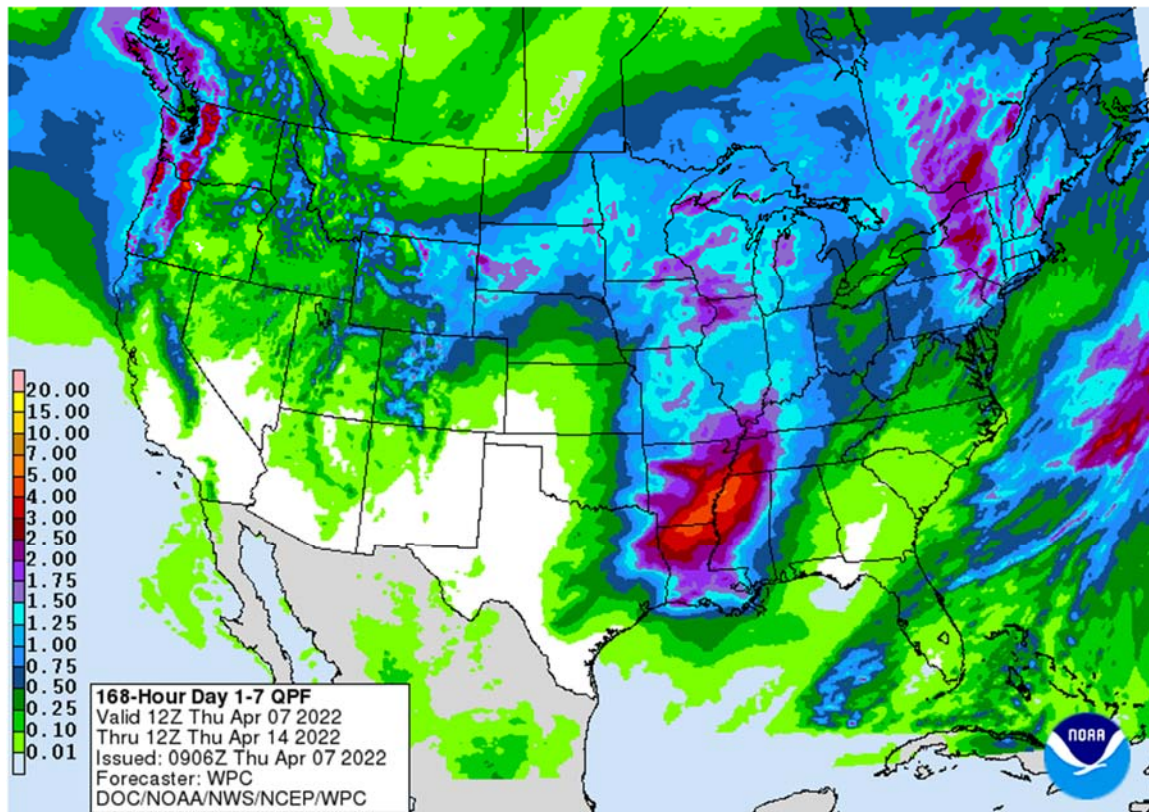 20.00
15.00
10.00
7.00
5.00
4.00
3.00
2.50
2.00
1.75
1.50
1.25
1.00
0.75
0.50
0.25
0.10
0.01
168-Hour Day 1-7 QPF
Valid 12Z Thu Apr 07 2022
Thru 12Z Thu Apr 14 2022
Issued: 0906Z Thu Apr 07 2022
Forecaster: WPC
DOC/NOAA/NWS/NCEP/WPC
NOAA